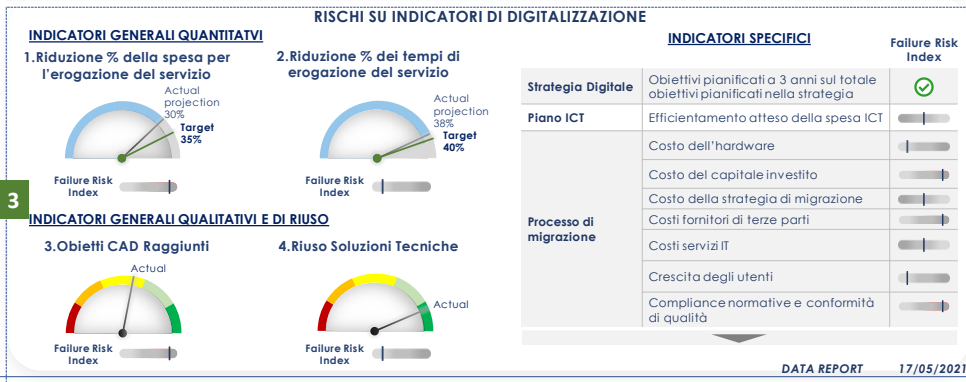 RISCHI SU INDICATORI DI DIGITALIZZAZIONE
INDICATORI GENERALI QUANTITATVI
1.Riduzione % della spesa per
l'erogazione del servizio
Actual
projection
30%
Target
35%
Failure Risk
Index
2.Riduzione % dei tempi di
erogazione del servizio
Actual
projection
38%
Target
40%
Failure Risk
Index
3
INDICATORI GENERALI QUALITATIVI E DI RIUSO
3.Obietti CAD Raggiunti
Actual
Failure Risk
Index
4.Riuso Soluzioni Tecniche
Actual
Failure Risk
Index
INDICATORI SPECIFICI
Failure Risk
Index
Strategia Digitale
Obiettivi pianificati a 3 anni sul totale
obiettivi pianificati nella strategia
Piano ICT
Efficientamento atteso della spesa ICT
Processo di
migrazione
Costo dell'hardware
Costo del capitale investito
Costo della strategia di migrazione
Costi fornitori di terze parti
Costi servizi IT
Crescita degli utenti
Compliance normative e conformità
di qualità
DATA REPORT 17/05/2021